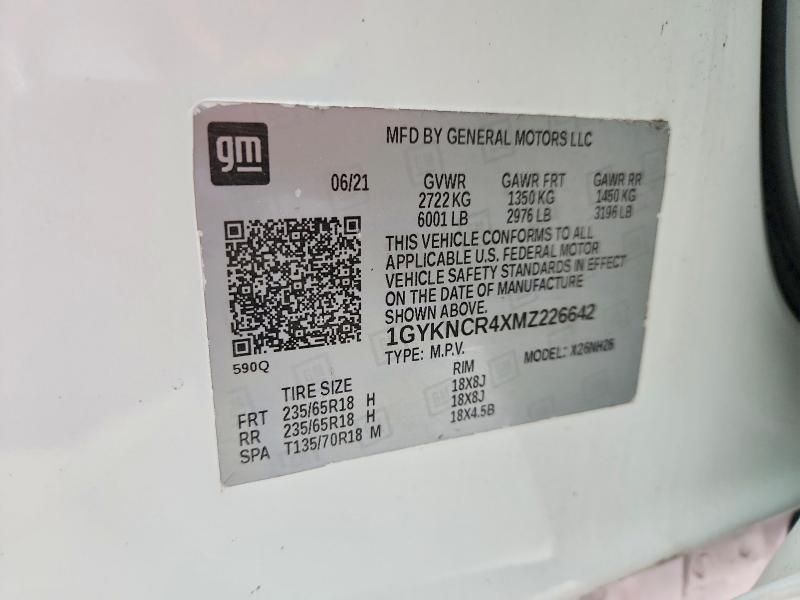 gm
MFD BY GENERAL MOTORS LLC
06/21 GVWR GAWR FRT GAWR RR
2722 KG 1350 KG 1450 KG
6001 LB 2976 LB 3196 LB
THIS VEHICLE CONFORMS TO ALL
APPLICABLE U.S. FEDERAL MOTOR
VEHICLE SAFETY STANDARDS IN EFFECT
ON THE DATE OF MANUFACTURE
SHOWN ABOVE.
1GYKNCR4XMZ226642
TYPE: M.P.V. MODEL: X26NH26
590Q
TIRE SIZE RIM
FRT 235/65R18 H 18X8J
RR 235/65R18 H 18X8J
SPA T135/70R18 M 18X4.5B